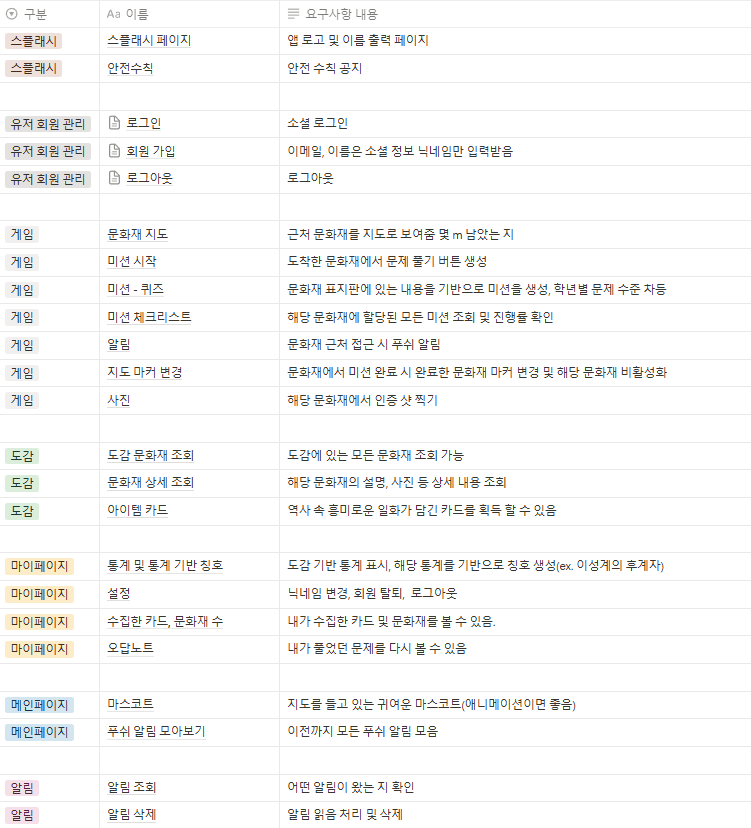 구분 Aa 이름 요구사항 내용
스플래시 스플래시 페이지 앱 로고 및 이름 출력 페이지
스플래시 안전수칙 안전 수칙 공지
유저 회원 관리 로그인 소셜 로그인
유저 회원 관리 회원 가입 이메일, 이름은 소셜 정보 닉네임만 입력받음
유저 회원 관리 로그아웃 로그아웃
게임 문화재 지도 근처 문화재를 지도로 보여줌 몇 m 남았는 지
게임 미션 시작 도착한 문화재에서 문제 풀기 버튼 생성
게임 미션 - 퀴즈 문화재 표지판에 있는 내용을 기반으로 미션을 생성, 학년별 문제 수준 차등
게임 미션 체크리스트 해당 문화재에 할당된 모든 미션 조회 및 진행률 확인
게임 알림 문화재 근처 접근 시 푸쉬 알림
게임 지도 마커 변경 문화재에서 미션 완료 시 완료한 문화재 마커 변경 및 해당 문화재 비활성화
게임 사진 해당 문화재에서 인증 샷 찍기
도감 도감 문화재 조회 도감에 있는 모든 문화재 조회 가능
도감 문화재 상세 조회 해당 문화재의 설명, 사진 등 상세 내용 조회
도감 아이템 카드 역사 속 흥미로운 일화가 담긴 카드를 획득 할 수 있음
마이페이지 통계 및 통계 기반 칭호 도감 기반 통계 표시, 해당 통계를 기반으로 칭호 생성(ex. 이성계의 후계자)
마이페이지 설정 닉네임 변경, 회원 탈퇴, 로그아웃
마이페이지 수집한 카드, 문화재 수 내가 수집한 카드 및 문화재를 볼 수 있음.
마이페이지 오답노트 내가 풀었던 문제를 다시 볼 수 있음
메인페이지 마스코트 지도를 들고 있는 귀여운 마스코트(애니메이션이면 좋음)
메인페이지 푸쉬 알림 모아보기 이전까지 모든 푸쉬 알림 모음
알림 알림 조회 어떤 알림이 왔는 지 확인
알림 알림 삭제 알림 읽음 처리 및 삭제